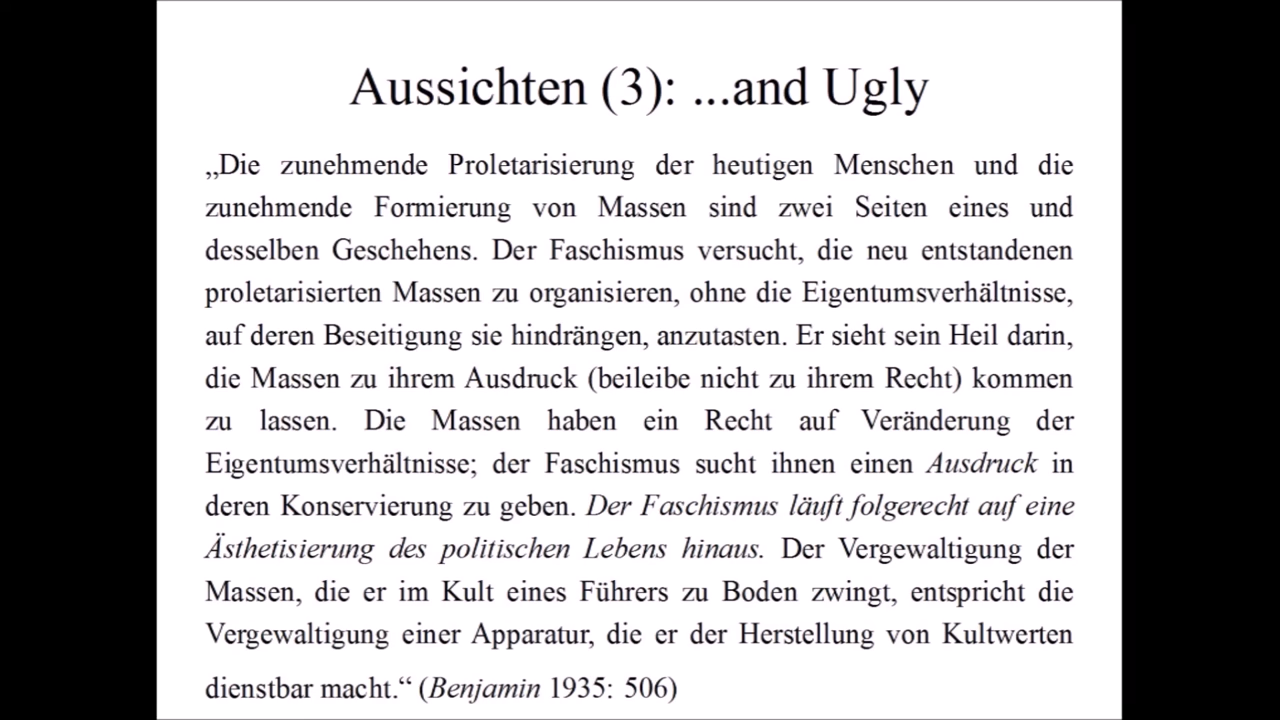 Aussichten (3): ...and Ugly
„Die zunehmende Proletarisierung der heutigen Menschen und die
zunehmende Formierung von Massen sind zwei Seiten eines und
desselben Geschehens. Der Faschismus versucht, die neu entstandenen
proletarisierten Massen zu organisieren, ohne die Eigentumsverhältnisse,
auf deren Beseitigung sie hindrängen, anzutasten. Er sieht sein Heil darin,
die Massen zu ihrem Ausdruck (beileibe nicht zu ihrem Recht) kommen
zu lassen. Die Massen haben ein Recht auf Veränderung der
Eigentumsverhältnisse; der Faschismus sucht ihnen einen Ausdruck in
deren Konservierung zu geben. Der Faschismus läuft folgerecht auf eine
Ästhetisierung des politischen Lebens hinaus. Der Vergewaltigung der
Massen, die er im Kult eines Führers zu Boden zwingt, entspricht die
Vergewaltigung einer Apparatur, die er der Herstellung von Kultwerten
dienstbar macht.“ (Benjamin 1935: 506)